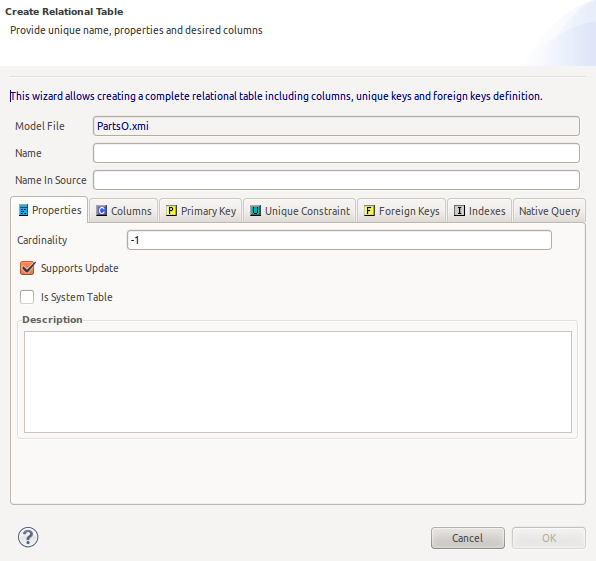 Create Relational Table
Provide unique name, properties and desired columns
This wizard allows creating a complete relational table including columns, unique keys and foreign keys definition.
Model File PartsO.xmi
Name
Name In Source
Properties C Columns P Primary Key U Unique Constraint F Foreign Keys I Indexes Native Query
Cardinality -1
Supports Update
Is System Table
Description
? Cancel OK